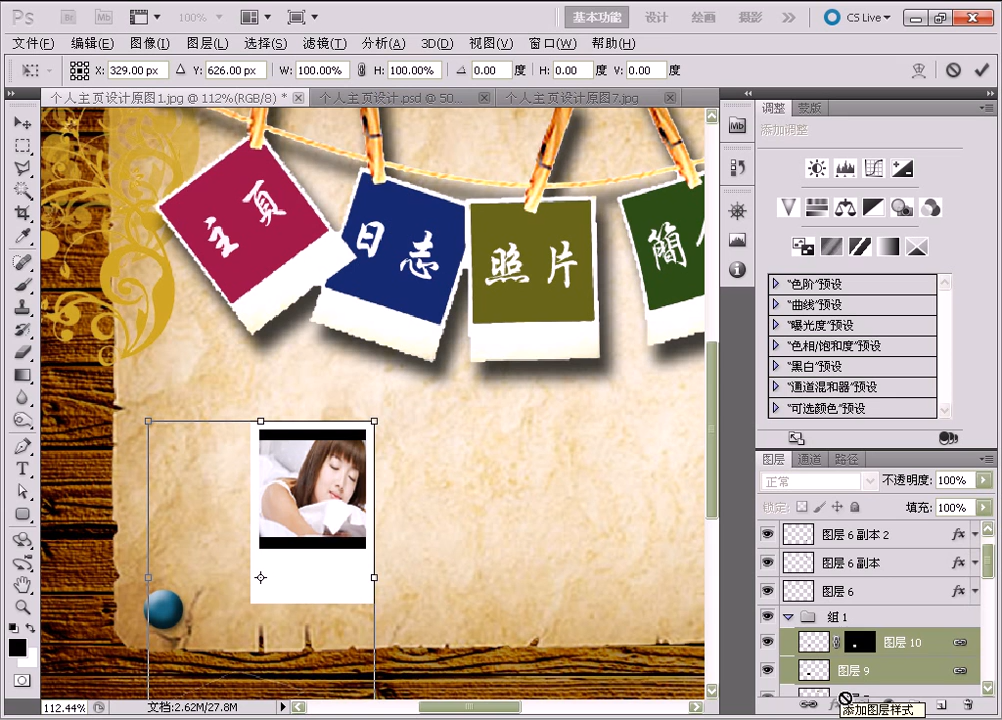 Ps Br Mb 100% 基本功能 设计 绘画 摄影 CS Live
文件(F) 编辑(E) 图像(I) 图层(L) 选择(S) 滤镜(T) 分析(A) 3D(D) 视图(V) 窗口(W) 帮助(H)
X: 329.00 px Y: 626.00 px W: 100.00% H: 100.00% 0.00 度 H: 0.00 度 V: 0.00 度
个人主页设计原图1.jpg @ 112%(RGB/8) * 个人主页设计.psd @ 50... 个人主页设计原图7.jpg
调整 蒙版
添加调整
Mb
主頁
日志
照片
簡
"色阶"预设
"曲线"预设
"曝光度"预设
"色相/饱和度"预设
"黑白"预设
"通道混和器"预设
"可选颜色"预设
图层 通道 路径
正常 不透明度: 100%
锁定: 填充: 100%
图层 6 副本 2 fx
图层 6 副本 fx
图层 6 fx
组 1
图层 10
图层 9
添加图层样式
112.44% 文档:2.62M/27.8M